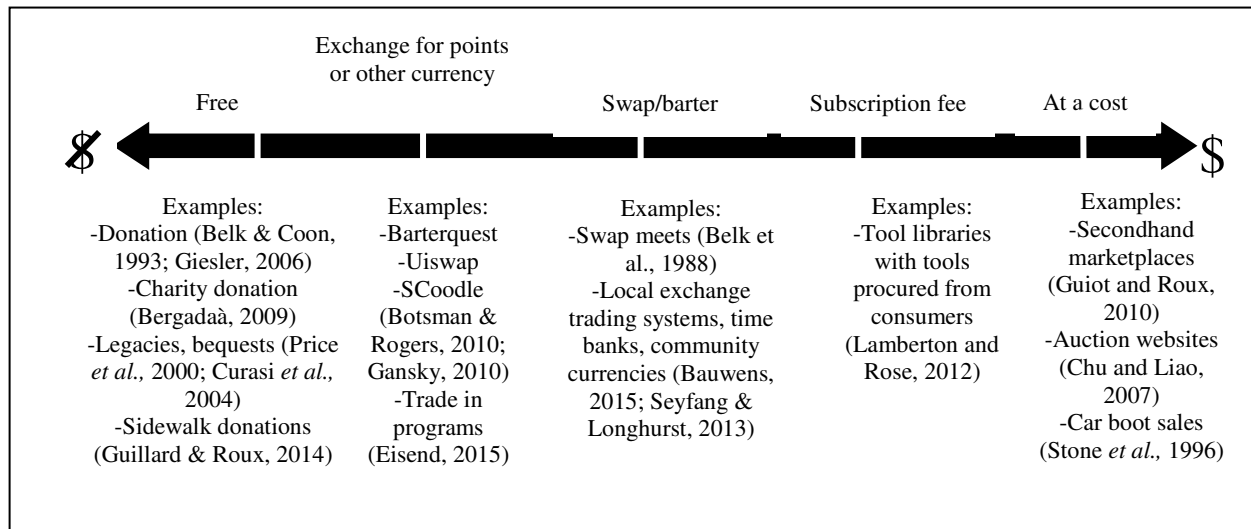 Exchange for points
or other currency
Free
Swap/barter
Subscription fee
At a cost
$
$
Examples:
-Donation (Belk & Coon,
1993; Giesler, 2006)
-Charity donation
(Bergadaà, 2009)
-Legacies, bequests (Price
et al., 2000; Curasi et al.,
2004)
-Sidewalk donations
(Guillard & Roux, 2014)
Examples:
-Barterquest
-Uiswap
-SCoodle
(Botsman &
Rogers, 2010;
Gansky, 2010)
-Trade in
programs
(Eisend, 2015)
Examples:
-Swap meets (Belk et
al., 1988)
-Local exchange
trading systems, time
banks, community
currencies (Bauwens,
2015; Seyfang &
Longhurst, 2013)
Examples:
-Tool libraries
with tools
procured from
consumers
(Lamberton and
Rose, 2012)
Examples:
-Secondhand
marketplaces
(Guiot and Roux,
2010)
-Auction websites
(Chu and Liao,
2007)
-Car boot sales
(Stone et al., 1996)